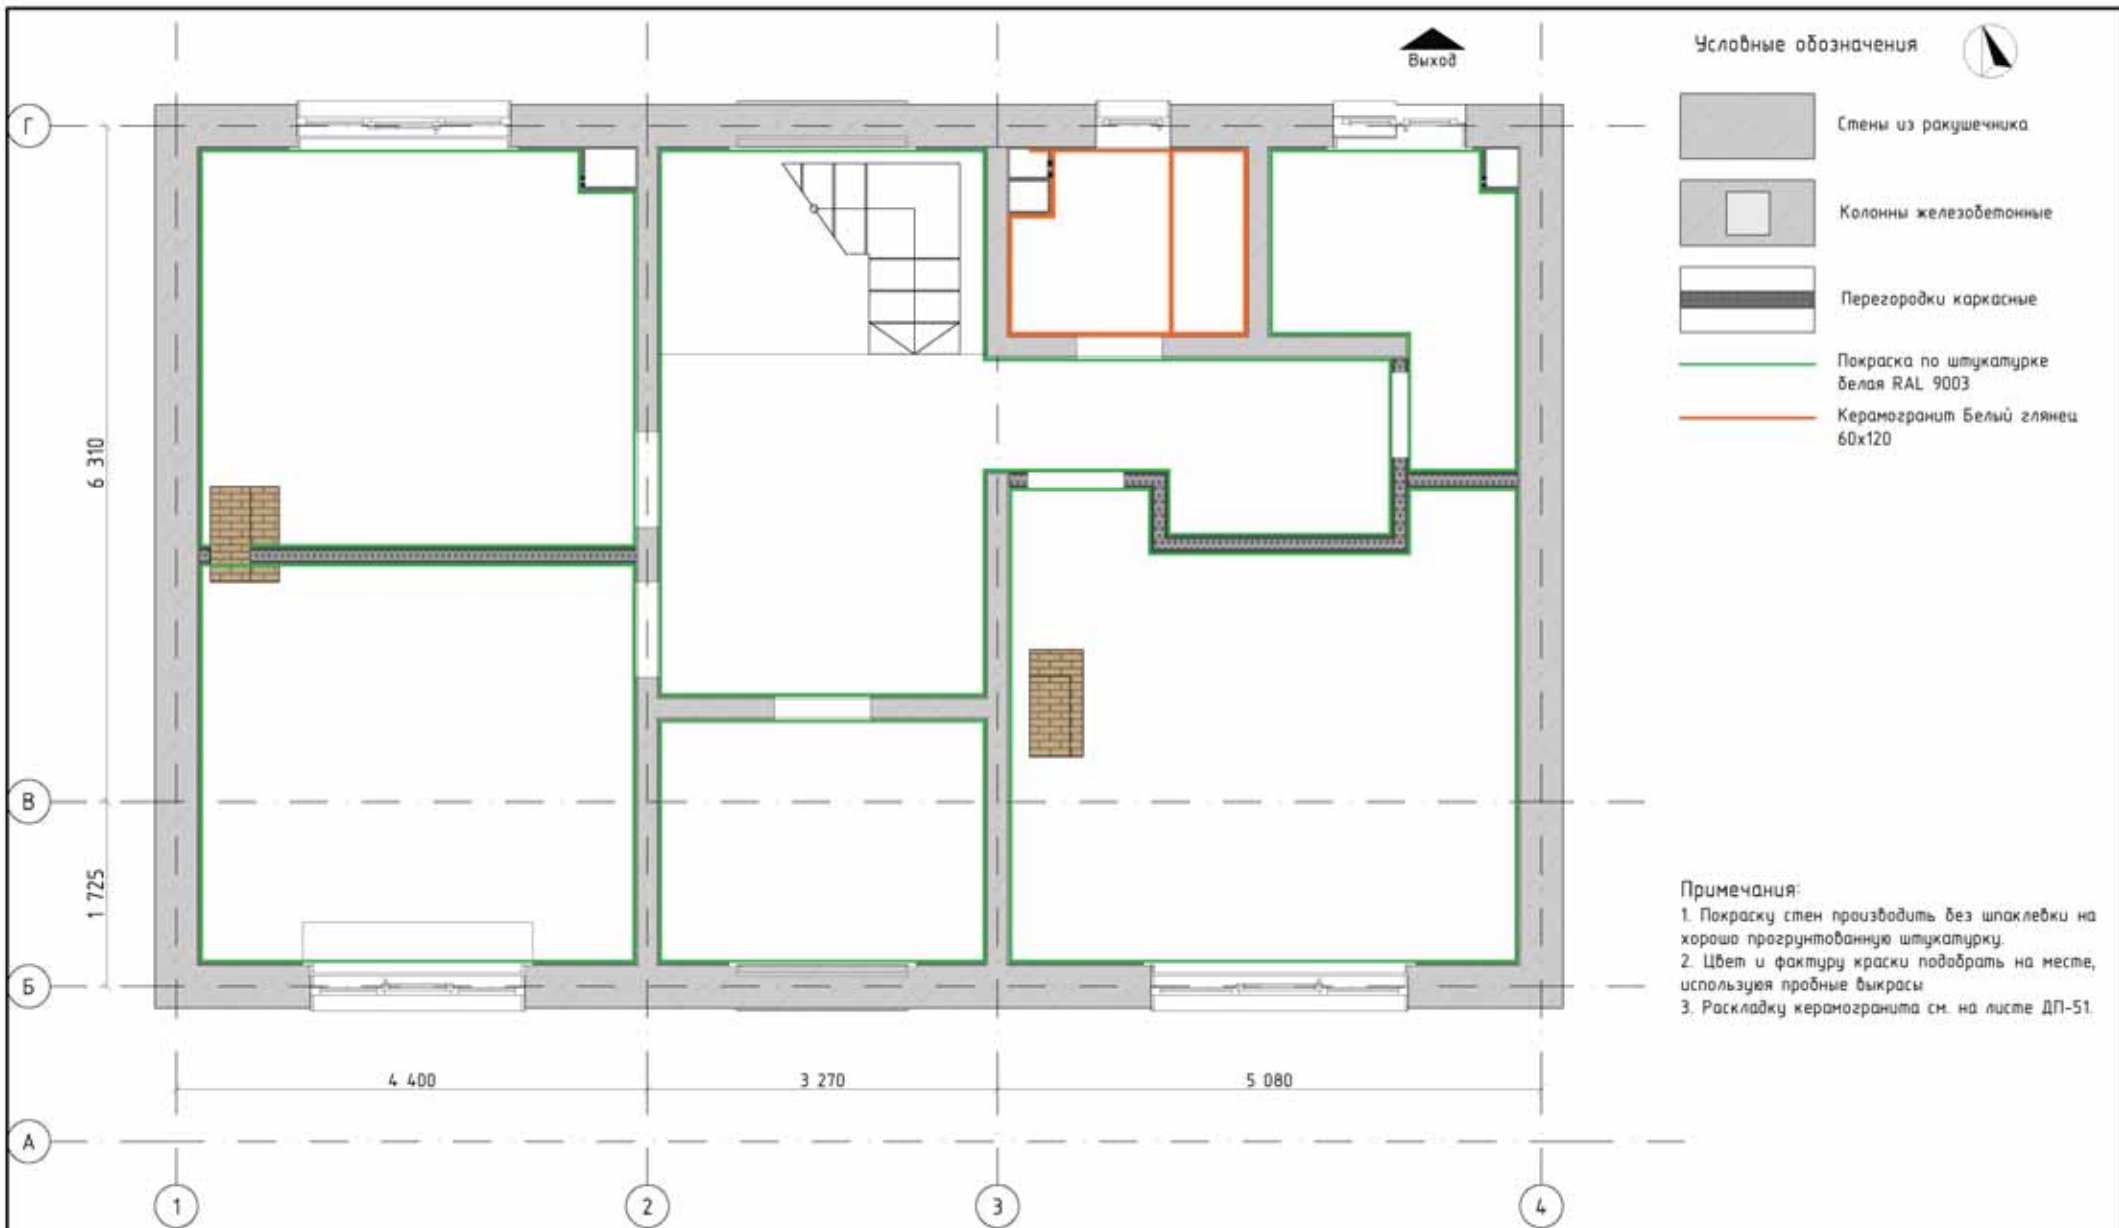 Выход
Условные обозначения
Стены из ракушечника
Колонны железобетонные
Перегородки каркасные
Покраска по штукатурке
белая RAL 9003
Керамогранит Белый глянец
60х120
Г
В
Б
А
6 310
1 725
4 400
3 270
5 080
1
2
3
4
Примечания:
1. Покраску стен производить без шпаклевки на
хорошо прогрунтованную штукатурку.
2. Цвет и фактуру краски подобрать на месте,
используюя пробные выкрасы
3. Раскладку керамогранита см. на листе ДП-51.